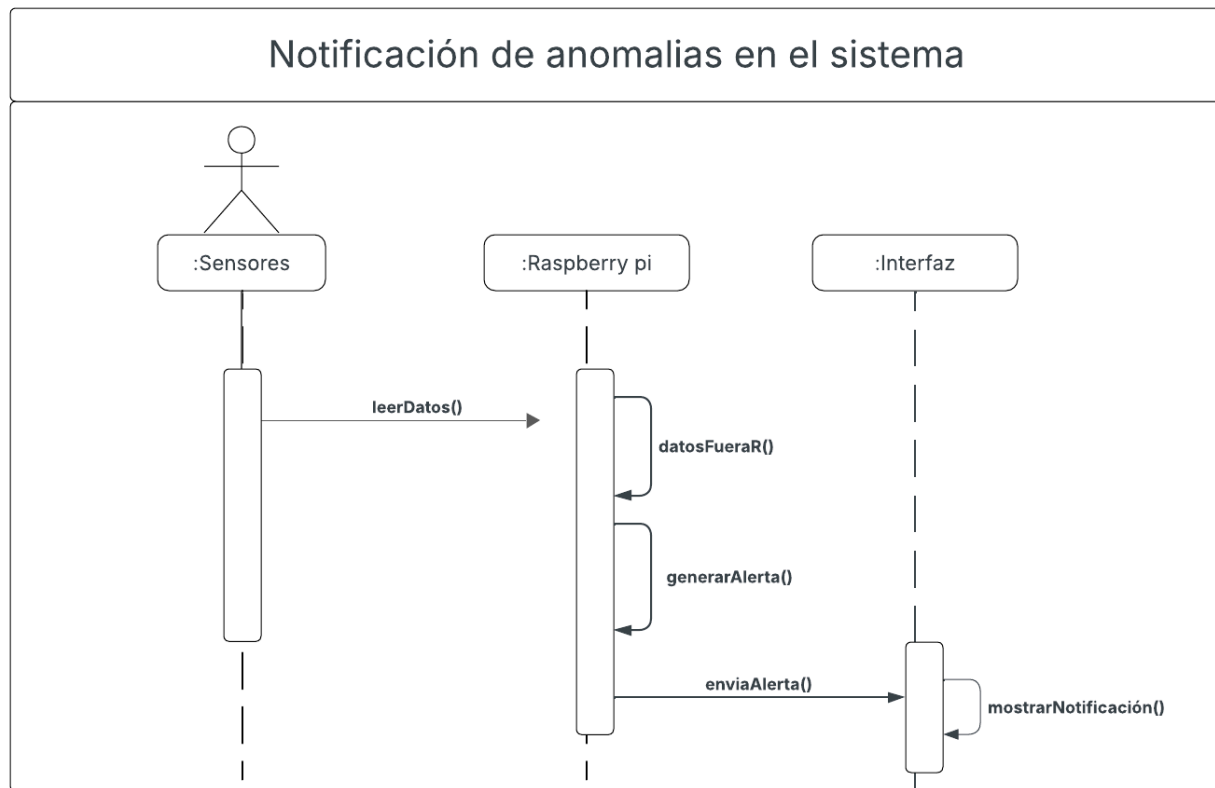 Notificación de anomalias en el sistema
:Sensores
:Raspberry pi
:Interfaz
leerDatos()
datosFueraR()
generarAlerta()
enviaAlerta()
mostrarNotificación()